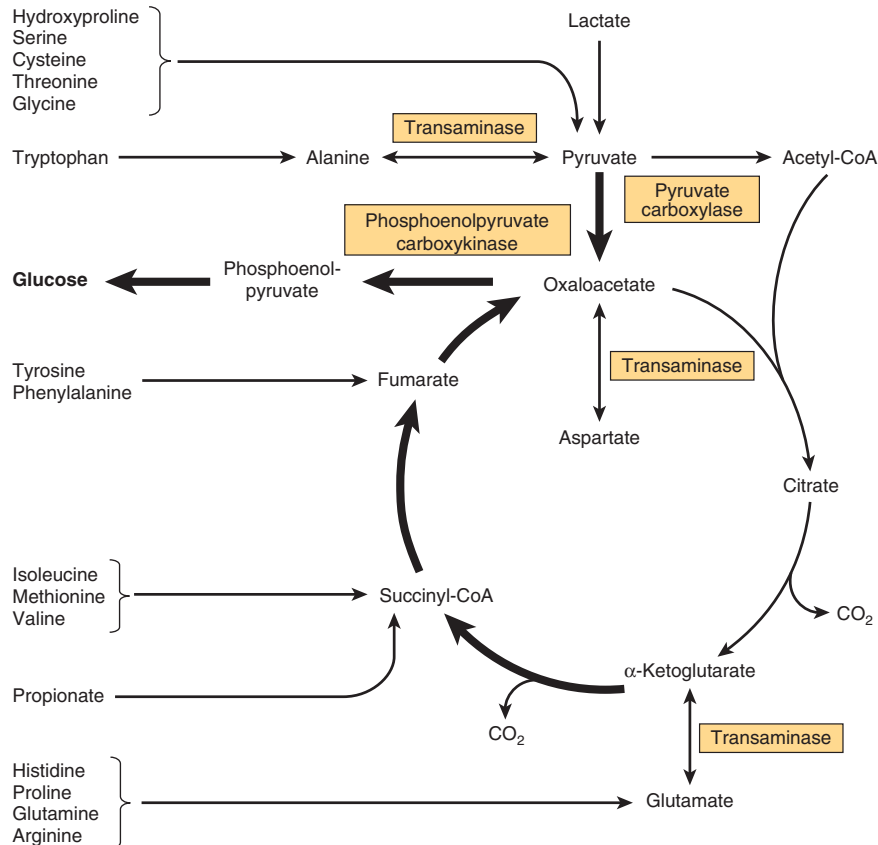 Hydroxyproline
Serine
Cysteine
Threonine
Glycine
Lactate
Transaminase
Tryptophan
Alanine
Pyruvate
Acetyl-CoA
Pyruvate
carboxylase
Phosphoenolpyruvate
carboxykinase
Glucose
Phosphoenol-
pyruvate
Oxaloacetate
Tyrosine
Phenylalanine
Fumarate
Transaminase
Aspartate
Citrate
Isoleucine
Methionine
Valine
Succinyl-CoA
CO₂
α-Ketoglutarate
Propionate
CO₂
Transaminase
Histidine
Proline
Glutamine
Arginine
Glutamate